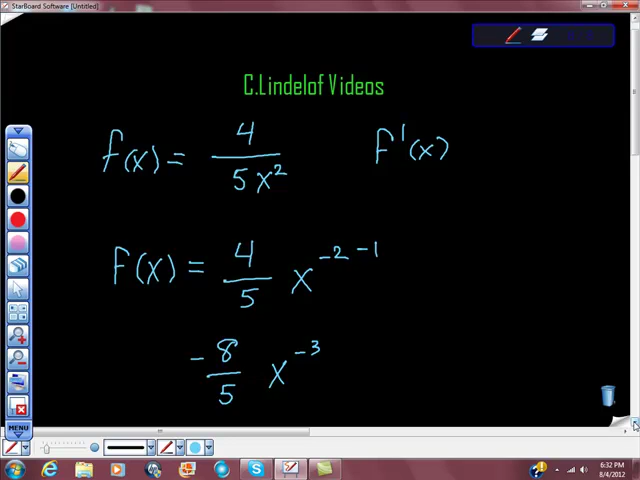 StarBoard Software [Untitled]
C.Lindelof Videos
f(x) = 4/5x² F'(x)
F(x) = 4/5 x⁻²⁻¹
-8/5 x⁻³
MENU
6:32 PM
8/4/2012